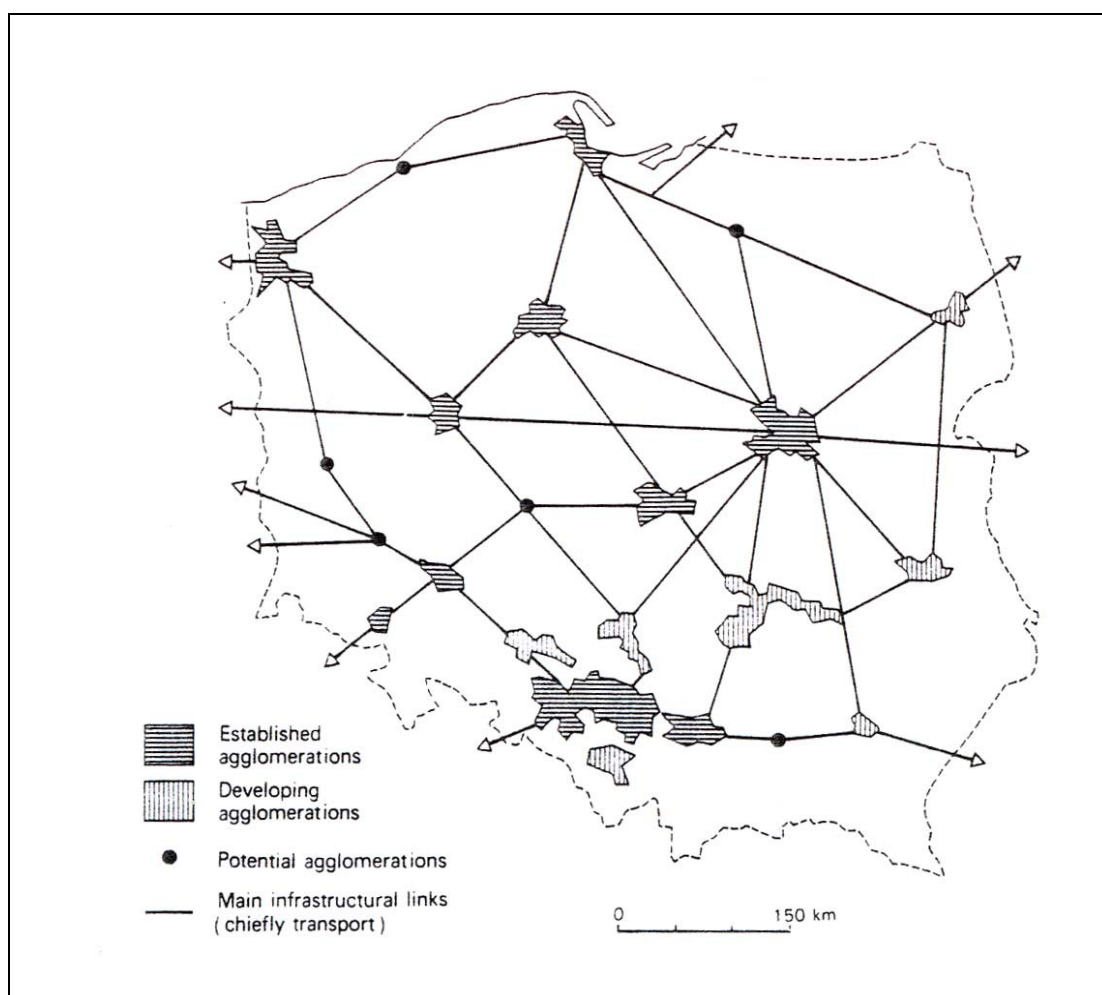 Established
agglomerations
Developing
agglomerations
Potential agglomerations
Main infrastructural links
( chiefly transport )
0 150 km